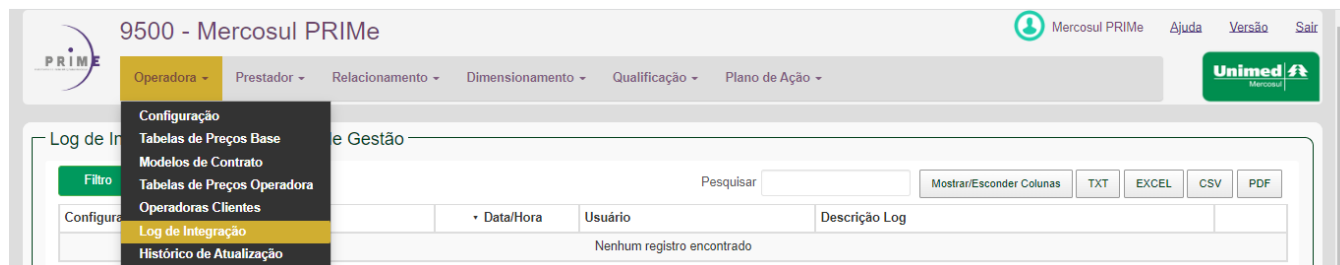 9500 - Mercosul PRIMe
Mercosul PRIMe
Ajuda
Versão
Sair
PRIME
Operadora
Prestador
Relacionamento
Dimensionamento
Qualificação
Plano de Ação
Unimed
Mercosul
Configuração
Tabelas de Preços Base
Modelos de Contrato
Tabelas de Preços Operadora
Operadoras Clientes
Log de Integração
Histórico de Atualização
Log de In
e Gestão
Filtro
Pesquisar
Mostrar/Esconder Colunas
TXT
EXCEL
CSV
PDF
Configura
Data/Hora
Usuário
Descrição Log
Nenhum registro encontrado